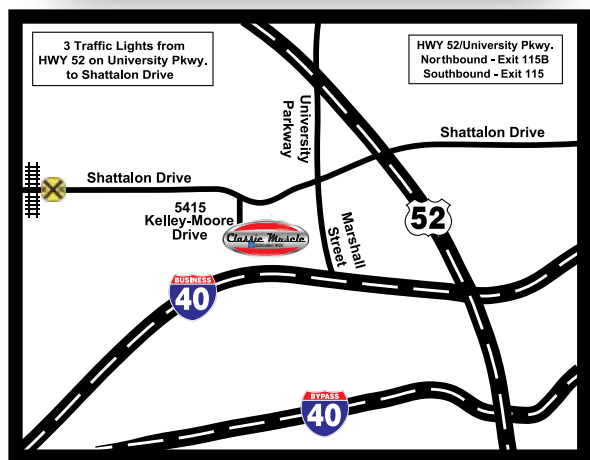 3 Traffic Lights from
HWY 52 on University Pkwy.
to Shattalon Drive
HWY 52/University Pkwy.
Northbound - Exit 115B
Southbound - Exit 115
University
Parkway
Shattalon Drive
Shattalon Drive
5415
Kelley-Moore
Drive
Classic Muscle
Marshall
Street
52
BUSINESS
40
BYPASS
40